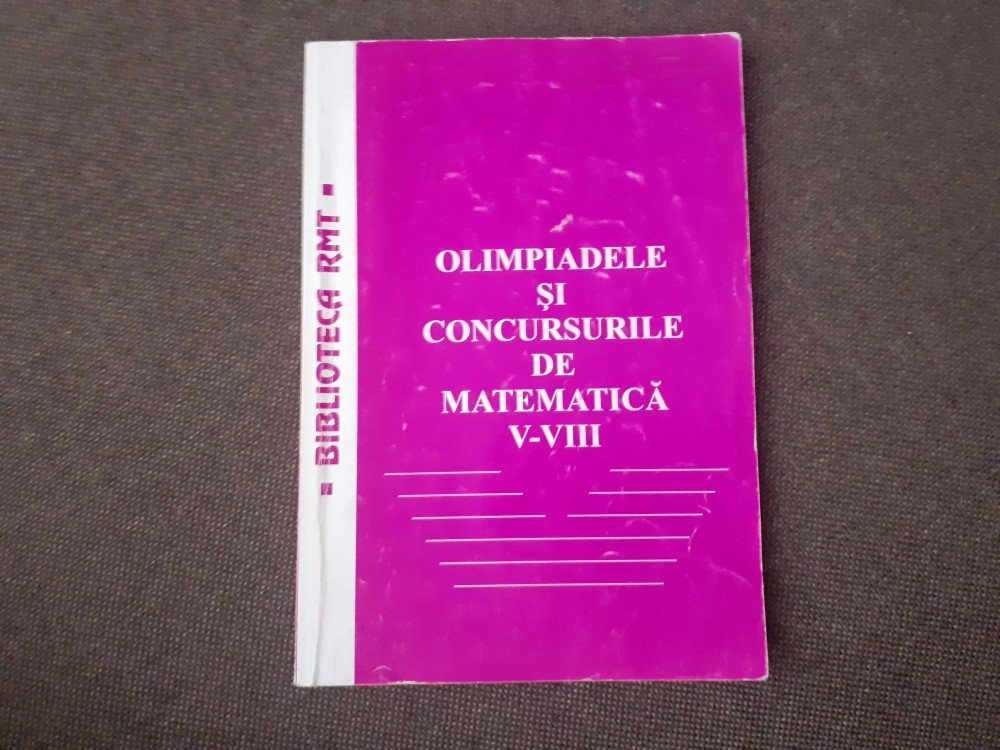 ▪ BIBLIOTECA RMT ▪
OLIMPIADELE
ŞI
CONCURSURILE
DE
MATEMATICĂ
V-VIII